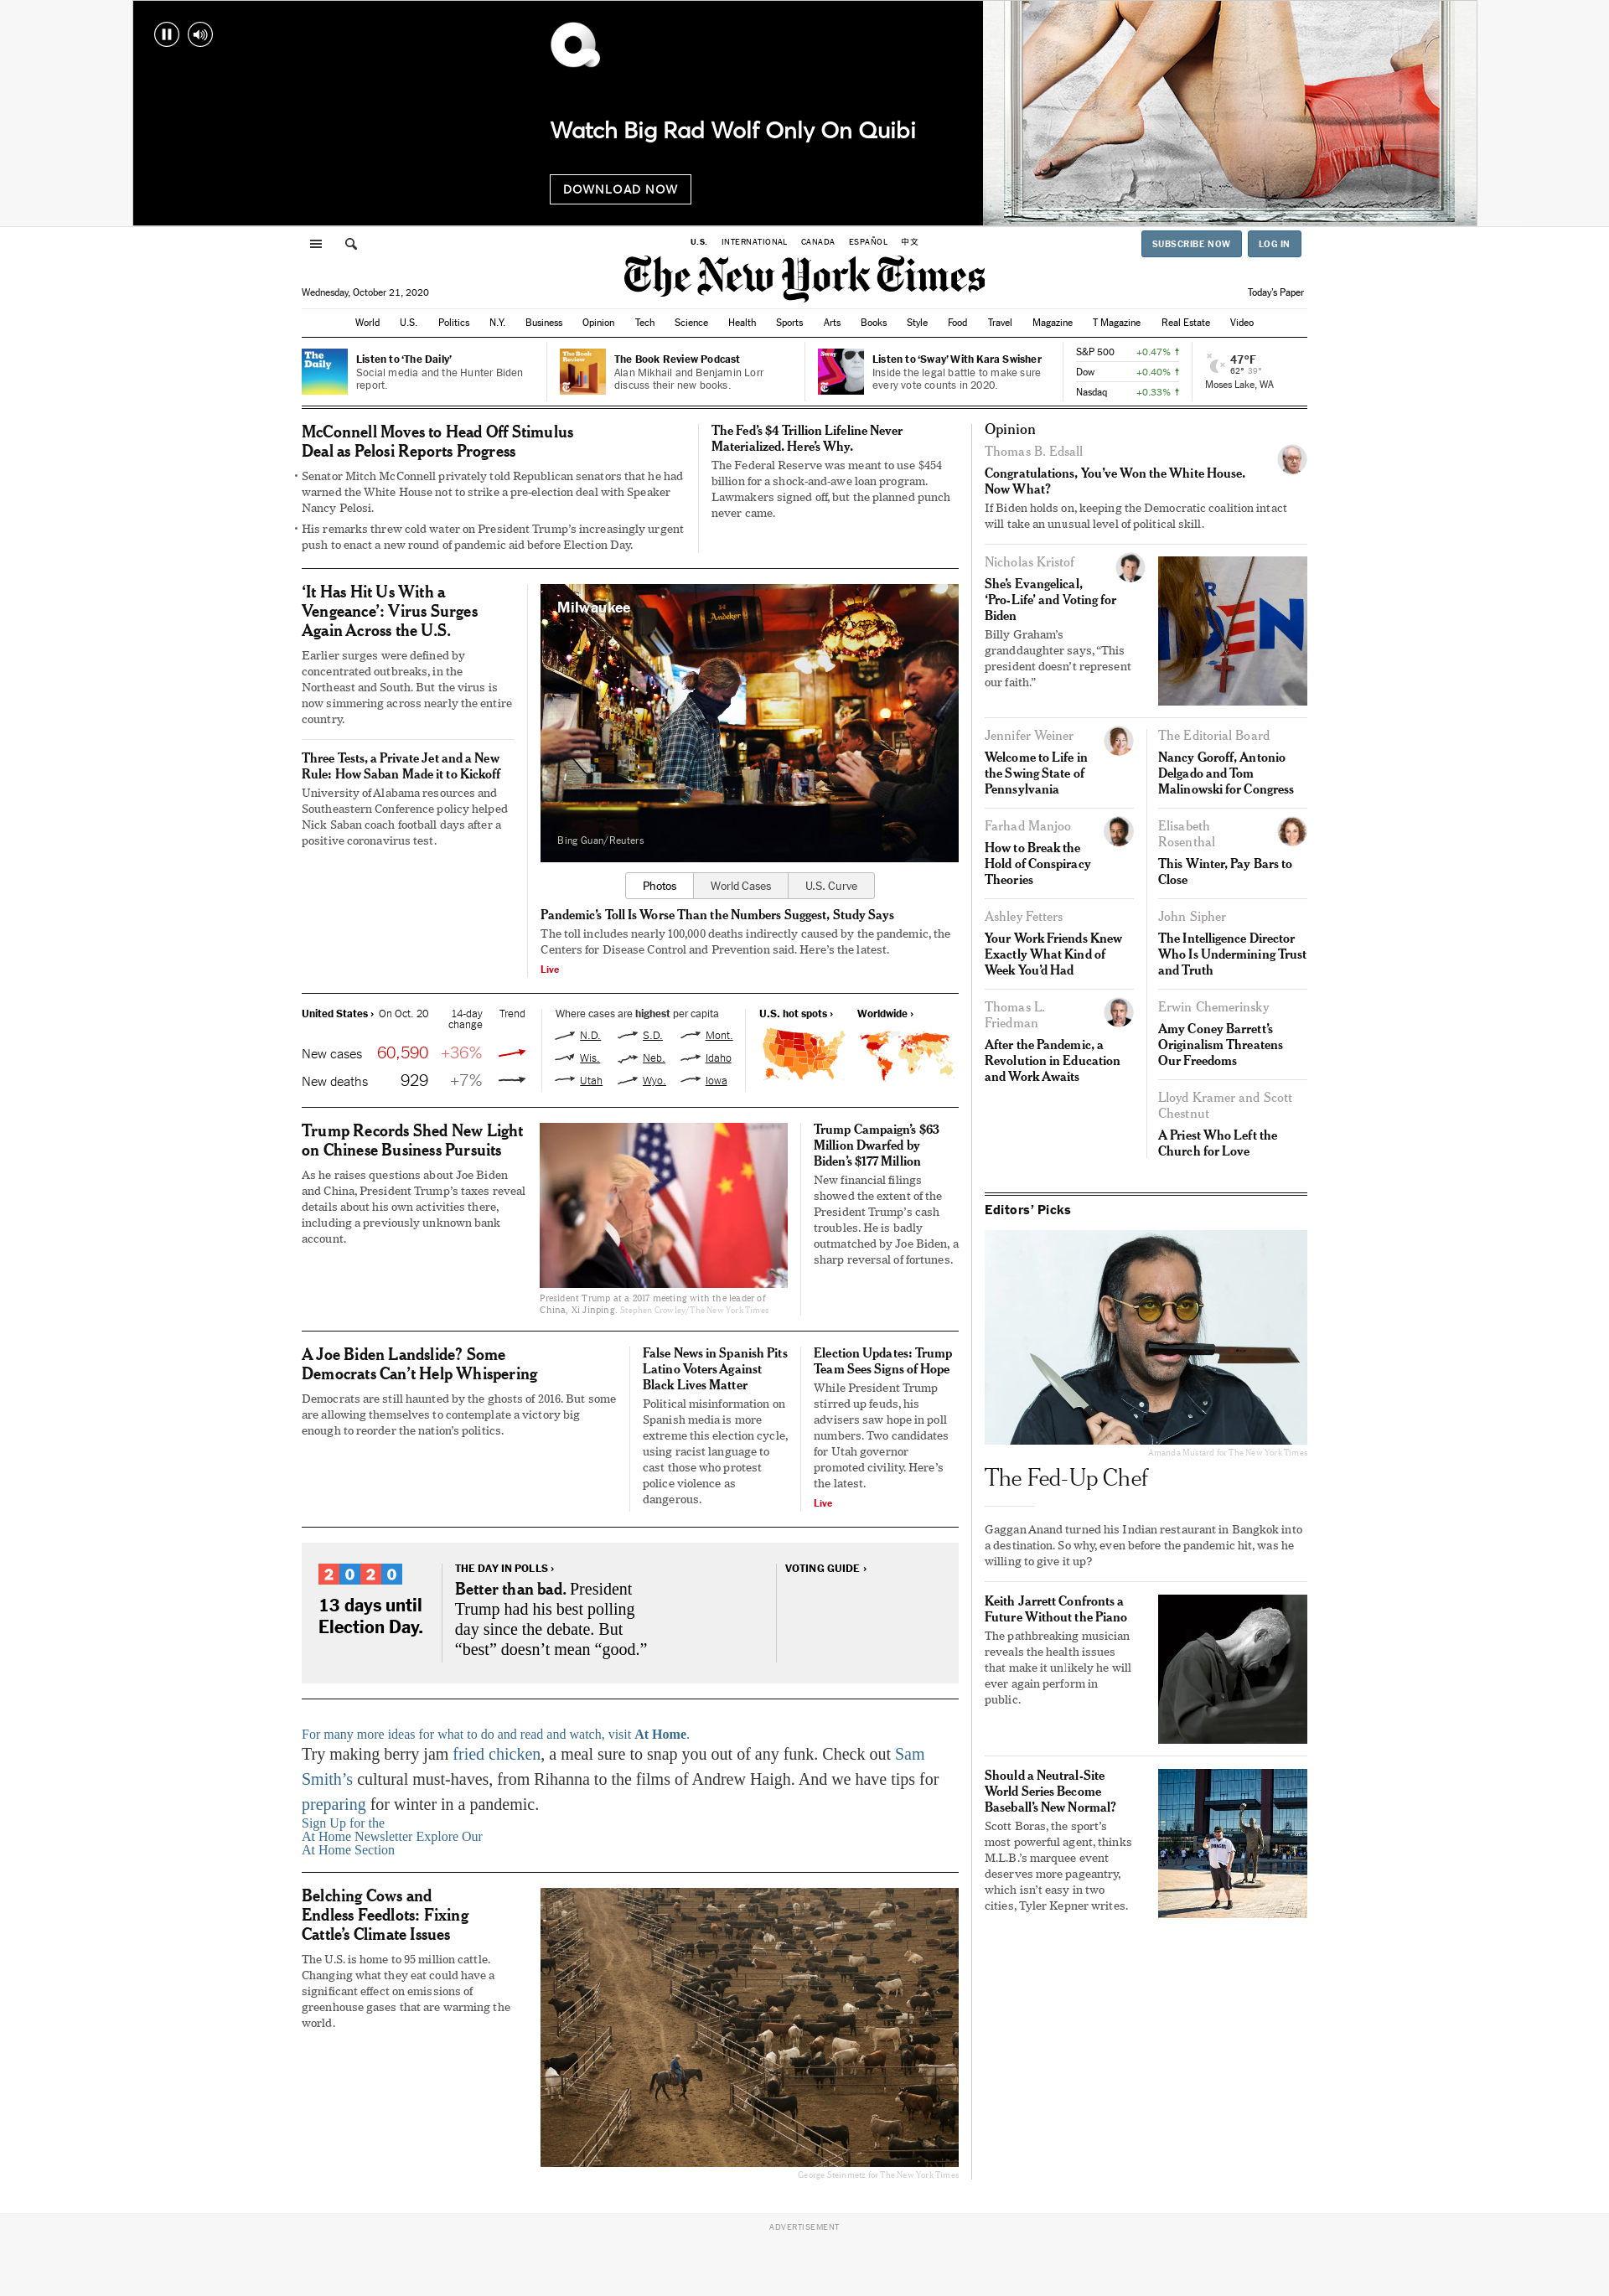 Watch Big Rad Wolf Only On Quibi
DOWNLOAD NOW
U.S. INTERNATIONAL CANADA ESPAÑOL 中文
SUBSCRIBE NOW LOG IN
The New York Times
Wednesday, October 21, 2020
Today's Paper
World U.S. Politics N.Y. Business Opinion Tech Science Health Sports Arts Books Style Food Travel Magazine T Magazine Real Estate Video
The
Daily
Listen to ‘The Daily’
Social media and the Hunter Biden
report.
The Book
Review
The Book Review Podcast
Alan Mikhail and Benjamin Lorr
discuss their new books.
Sway
Listen to ‘Sway’ With Kara Swisher
Inside the legal battle to make sure
every vote counts in 2020.
S&P 500 +0.47% ↑
Dow +0.40% ↑
Nasdaq +0.33% ↑
47°F
62° 39°
Moses Lake, WA
McConnell Moves to Head Off Stimulus
Deal as Pelosi Reports Progress
• Senator Mitch McConnell privately told Republican senators that he had
warned the White House not to strike a pre-election deal with Speaker
Nancy Pelosi.
• His remarks threw cold water on President Trump’s increasingly urgent
push to enact a new round of pandemic aid before Election Day.
The Fed’s $4 Trillion Lifeline Never
Materialized. Here’s Why.
The Federal Reserve was meant to use $454
billion for a shock-and-awe loan program.
Lawmakers signed off, but the planned punch
never came.
‘It Has Hit Us With a
Vengeance’: Virus Surges
Again Across the U.S.
Earlier surges were defined by
concentrated outbreaks, in the
Northeast and South. But the virus is
now simmering across nearly the entire
country.
Three Tests, a Private Jet and a New
Rule: How Saban Made it to Kickoff
University of Alabama resources and
Southeastern Conference policy helped
Nick Saban coach football days after a
positive coronavirus test.
Milwaukee
Andeker
Bing Guan/Reuters
Photos World Cases U.S. Curve
Pandemic’s Toll Is Worse Than the Numbers Suggest, Study Says
The toll includes nearly 100,000 deaths indirectly caused by the pandemic, the
Centers for Disease Control and Prevention said. Here’s the latest.
Live
United States › On Oct. 20 14-day
change Trend
New cases 60,590 +36%
New deaths 929 +7%
Where cases are highest per capita
N.D. S.D. Mont.
Wis. Neb. Idaho
Utah Wyo. Iowa
U.S. hot spots › Worldwide ›
Trump Records Shed New Light
on Chinese Business Pursuits
As he raises questions about Joe Biden
and China, President Trump’s taxes reveal
details about his own activities there,
including a previously unknown bank
account.
President Trump at a 2017 meeting with the leader of
China, Xi Jinping. Stephen Crowley/The New York Times
Trump Campaign’s $63
Million Dwarfed by
Biden’s $177 Million
New financial filings
showed the extent of the
President Trump’s cash
troubles. He is badly
outmatched by Joe Biden, a
sharp reversal of fortunes.
A Joe Biden Landslide? Some
Democrats Can’t Help Whispering
Democrats are still haunted by the ghosts of 2016. But some
are allowing themselves to contemplate a victory big
enough to reorder the nation’s politics.
False News in Spanish Pits
Latino Voters Against
Black Lives Matter
Political misinformation on
Spanish media is more
extreme this election cycle,
using racist language to
cast those who protest
police violence as
dangerous.
Election Updates: Trump
Team Sees Signs of Hope
While President Trump
stirred up feuds, his
advisers saw hope in poll
numbers. Two candidates
for Utah governor
promoted civility. Here’s
the latest.
Live
2020
13 days until
Election Day.
THE DAY IN POLLS ›
Better than bad. President
Trump had his best polling
day since the debate. But
“best” doesn’t mean “good.”
VOTING GUIDE ›
For many more ideas for what to do and read and watch, visit At Home.
Try making berry jam fried chicken, a meal sure to snap you out of any funk. Check out Sam
Smith’s cultural must-haves, from Rihanna to the films of Andrew Haigh. And we have tips for
preparing for winter in a pandemic.
Sign Up for the
At Home Newsletter Explore Our
At Home Section
Belching Cows and
Endless Feedlots: Fixing
Cattle’s Climate Issues
The U.S. is home to 95 million cattle.
Changing what they eat could have a
significant effect on emissions of
greenhouse gases that are warming the
world.
George Steinmetz for The New York Times
Opinion
Thomas B. Edsall
Congratulations, You’ve Won the White House.
Now What?
If Biden holds on, keeping the Democratic coalition intact
will take an unusual level of political skill.
Nicholas Kristof
She’s Evangelical,
‘Pro-Life’ and Voting for
Biden
Billy Graham’s
granddaughter says, “This
president doesn’t represent
our faith.”
Jennifer Weiner
Welcome to Life in
the Swing State of
Pennsylvania
Farhad Manjoo
How to Break the
Hold of Conspiracy
Theories
Ashley Fetters
Your Work Friends Knew
Exactly What Kind of
Week You’d Had
Thomas L.
Friedman
After the Pandemic, a
Revolution in Education
and Work Awaits
The Editorial Board
Nancy Goroff, Antonio
Delgado and Tom
Malinowski for Congress
Elisabeth
Rosenthal
This Winter, Pay Bars to
Close
John Sipher
The Intelligence Director
Who Is Undermining Trust
and Truth
Erwin Chemerinsky
Amy Coney Barrett’s
Originalism Threatens
Our Freedoms
Lloyd Kramer and Scott
Chestnut
A Priest Who Left the
Church for Love
Editors’ Picks
Amanda Mustard for The New York Times
The Fed-Up Chef
Gaggan Anand turned his Indian restaurant in Bangkok into
a destination. So why, even before the pandemic hit, was he
willing to give it up?
Keith Jarrett Confronts a
Future Without the Piano
The pathbreaking musician
reveals the health issues
that make it unlikely he will
ever again perform in
public.
Should a Neutral-Site
World Series Become
Baseball’s New Normal?
Scott Boras, the sport’s
most powerful agent, thinks
M.L.B.’s marquee event
deserves more pageantry,
which isn’t easy in two
cities, Tyler Kepner writes.
ADVERTISEMENT